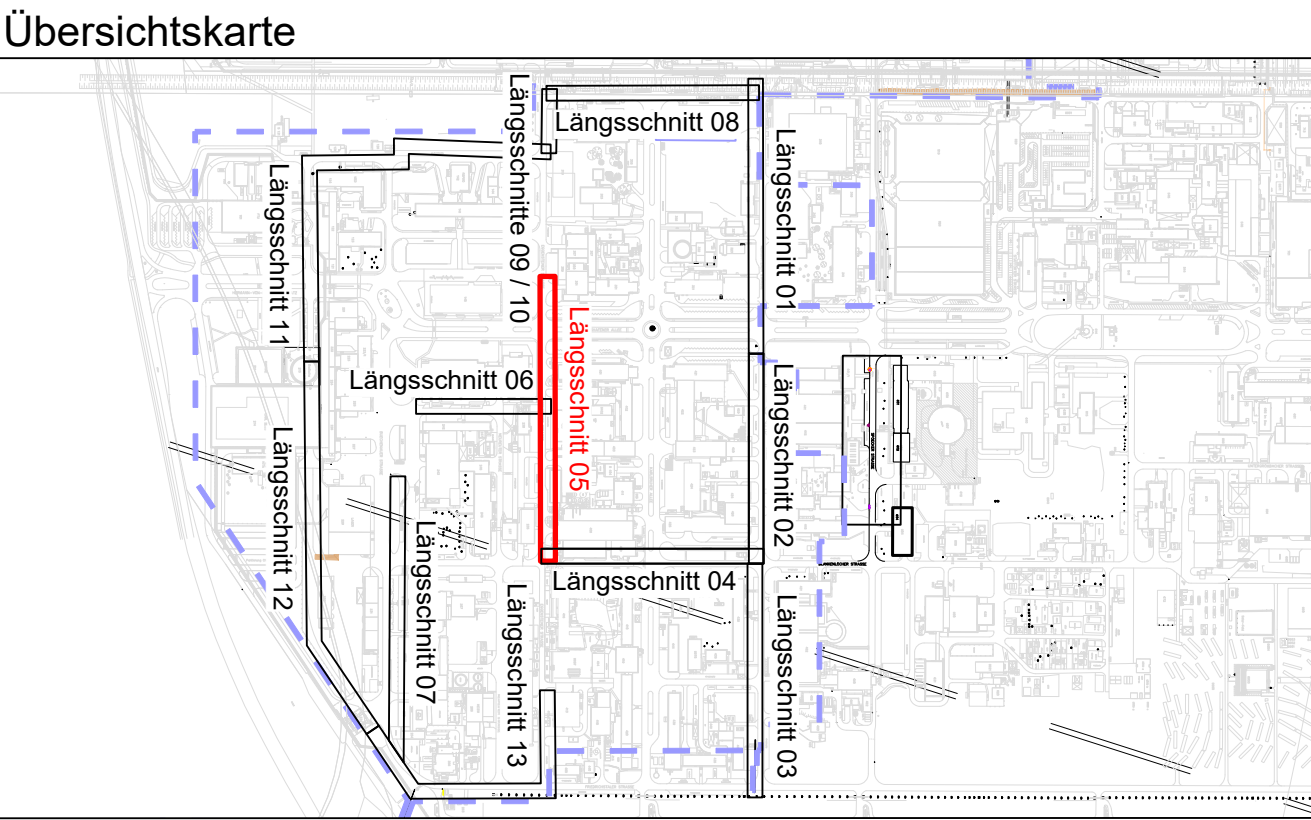 Übersichtskarte
Längsschnitte 09 / 10
Längsschnitt 08
Längsschnitt 01
Längsschnitt 11
Längsschnitt 05
Längsschnitt 06
Längsschnitt 02
Längsschnitt 12
Längsschnitt 07
Längsschnitt 04
Längsschnitt 13
Längsschnitt 03